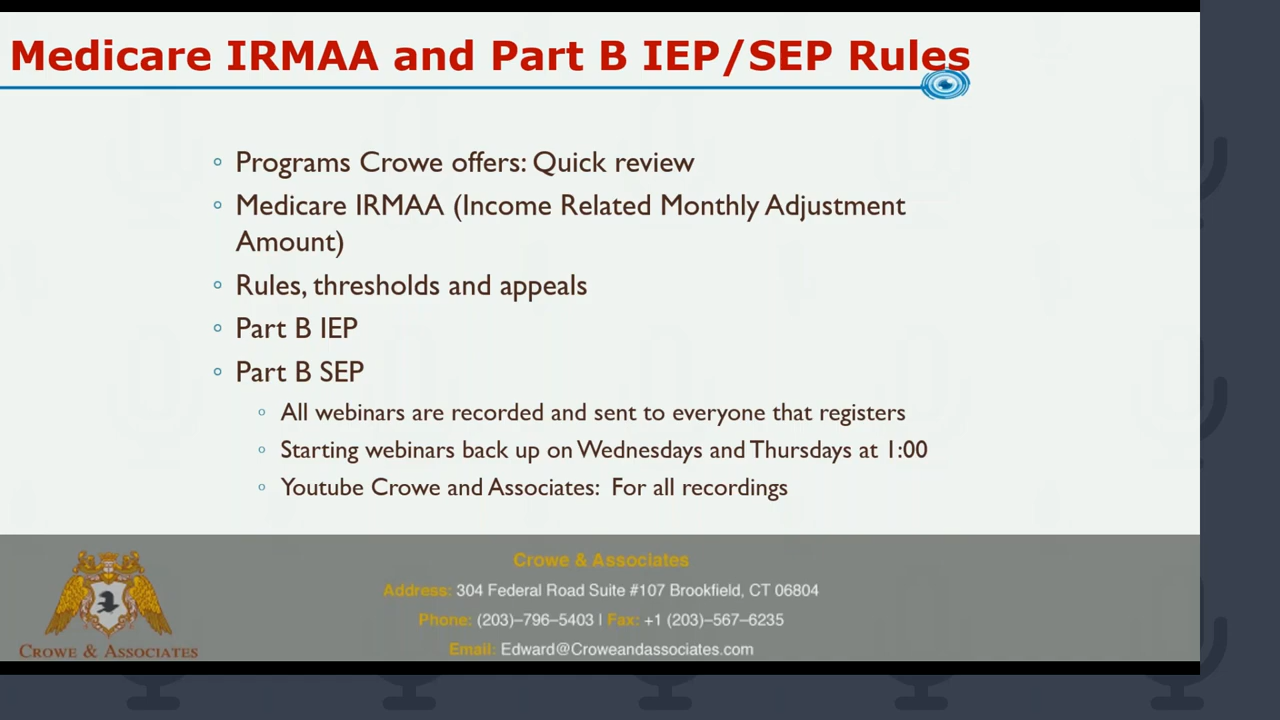 Medicare IRMAA and Part B IEP/SEP Rules
◦ Programs Crowe offers: Quick review
◦ Medicare IRMAA (Income Related Monthly Adjustment
Amount)
◦ Rules, thresholds and appeals
◦ Part B IEP
◦ Part B SEP
◦ All webinars are recorded and sent to everyone that registers
◦ Starting webinars back up on Wednesdays and Thursdays at 1:00
◦ Youtube Crowe and Associates: For all recordings
Crowe & Associates
Address: 304 Federal Road Suite #107 Brookfield, CT 06804
Phone: (203)–796–5403 | Fax: +1 (203)–567–6235
Email: Edward@Croweandassociates.com
CROWE & ASSOCIATES